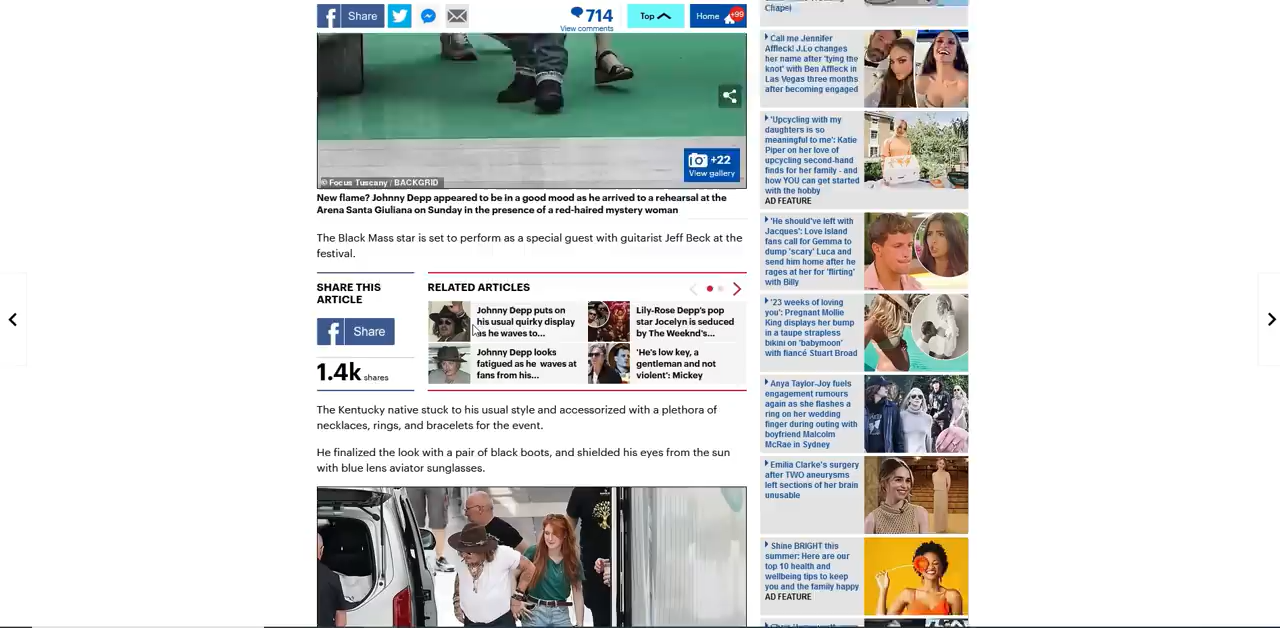 Share
714
View comments
Top
Home
+99
+22
View gallery
© Focus Tuscany / BACKGRID
New flame? Johnny Depp appeared to be in a good mood as he arrived to a rehearsal at the
Arena Santa Giuliana on Sunday in the presence of a red-haired mystery woman
The Black Mass star is set to perform as a special guest with guitarist Jeff Beck at the
festival.
SHARE THIS
ARTICLE
Share
1.4k shares
RELATED ARTICLES
Johnny Depp puts on
his usual quirky display
as he waves to...
Lily-Rose Depp's pop
star Jocelyn is seduced
by The Weeknd's...
Johnny Depp looks
fatigued as he waves at
fans from his...
'He's low key, a
gentleman and not
violent': Mickey
The Kentucky native stuck to his usual style and accessorized with a plethora of
necklaces, rings, and bracelets for the event.
He finalized the look with a pair of black boots, and shielded his eyes from the sun
with blue lens aviator sunglasses.
Chapel
Call me Jennifer
Affleck! J.Lo changes
her name after 'tying the
knot' with Ben Affleck in
Las Vegas three months
after becoming engaged
'Upcycling with my
daughters is so
meaningful to me': Katie
Piper on her love of
upcycling second-hand
finds for her family - and
how YOU can get started
with the hobby
AD FEATURE
'He should've left with
Jacques': Love Island
fans call for Gemma to
dump 'scary' Luca and
send him home after he
rages at her for 'flirting'
with Billy
'23 weeks of loving
you': Pregnant Mollie
King displays her bump
in a taupe strapless
bikini on 'babymoon'
with fiancé Stuart Broad
Anya Taylor-Joy fuels
engagement rumours
again as she flashes a
ring on her wedding
finger during outing with
boyfriend Malcolm
McRae in Sydney
Emilia Clarke's surgery
after TWO aneurysms
left sections of her brain
unusable
Shine BRIGHT this
summer: Here are our
top 10 health and
wellbeing tips to keep
you and the family happy
AD FEATURE